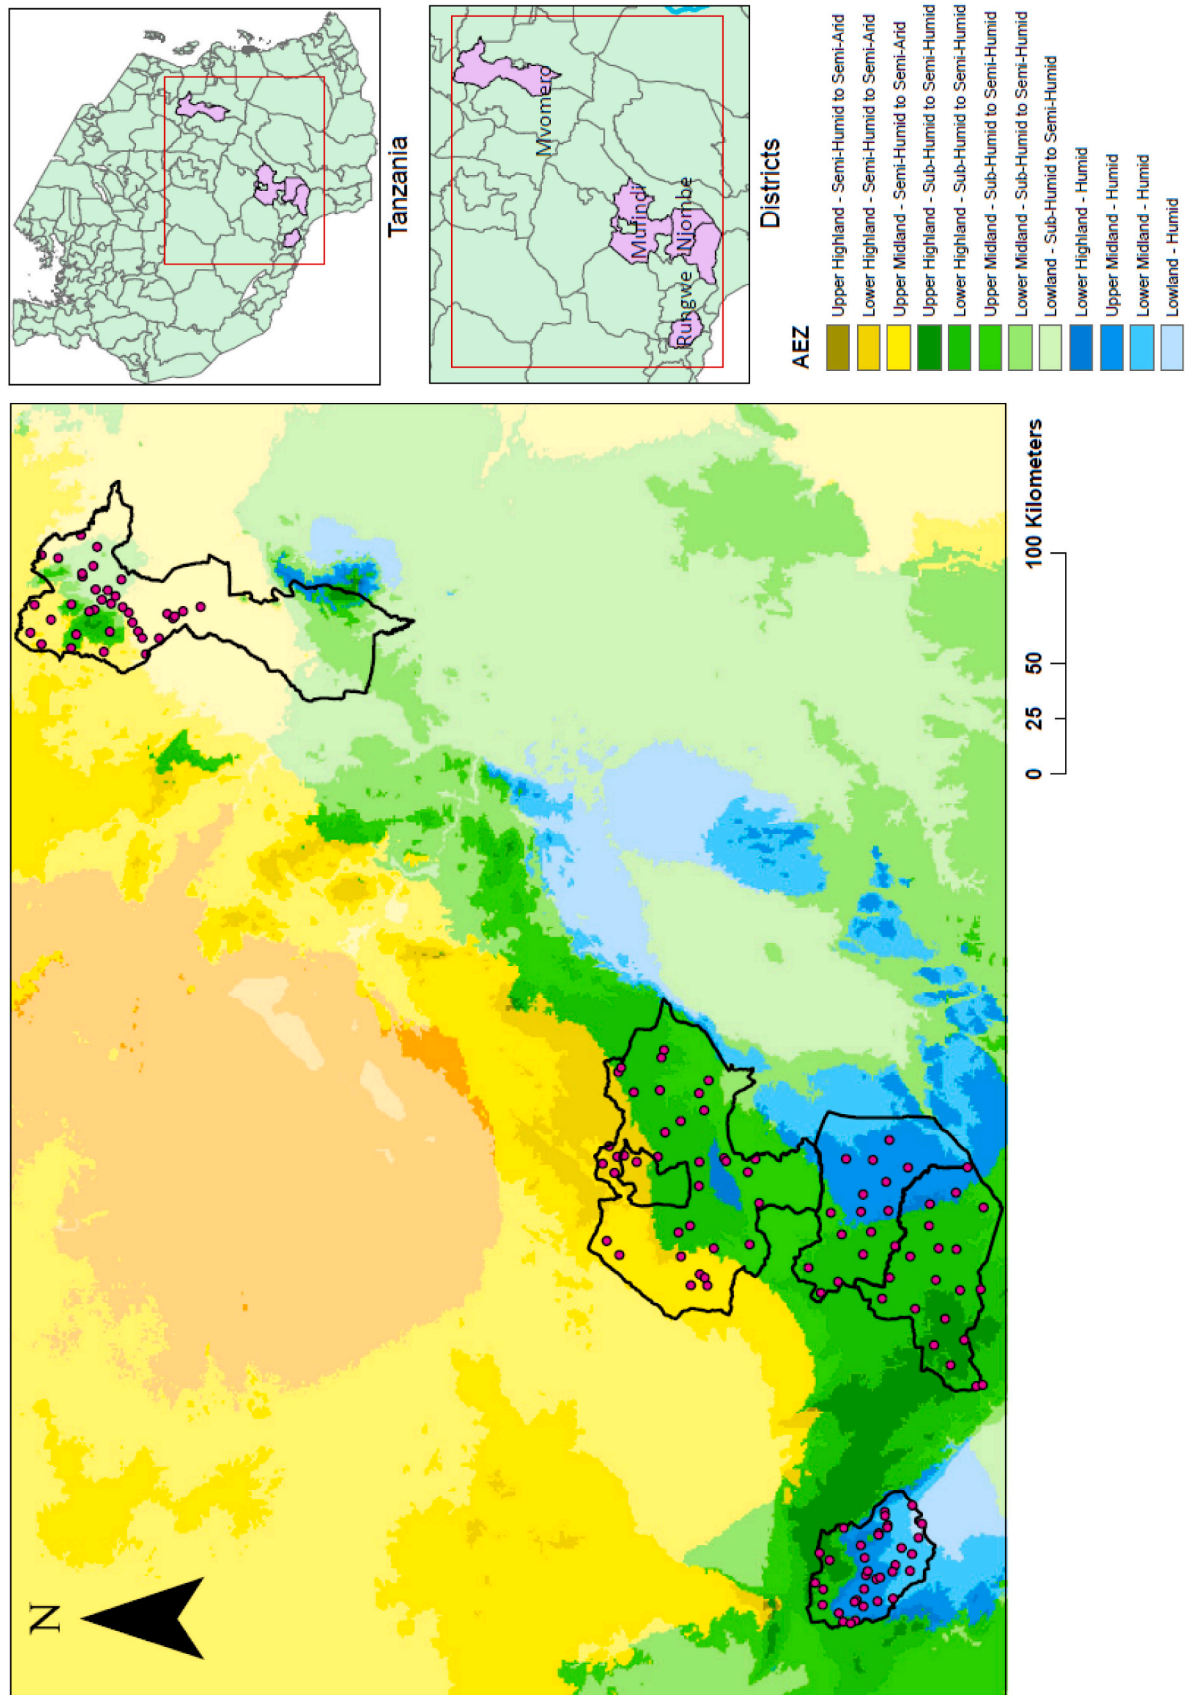 N
0 25 50 100 Kilometers
Tanzania
Mvomero
Mufindi
Njombe
Rungwe
Districts
AEZ
Upper Highland - Semi-Humid to Semi-Arid
Lower Highland - Semi-Humid to Semi-Arid
Upper Midland - Semi-Humid to Semi-Arid
Upper Highland - Sub-Humid to Semi-Humid
Lower Highland - Sub-Humid to Semi-Humid
Upper Midland - Sub-Humid to Semi-Humid
Lower Midland - Sub-Humid to Semi-Humid
Lowland - Sub-Humid to Semi-Humid
Lower Highland - Humid
Upper Midland - Humid
Lower Midland - Humid
Lowland - Humid